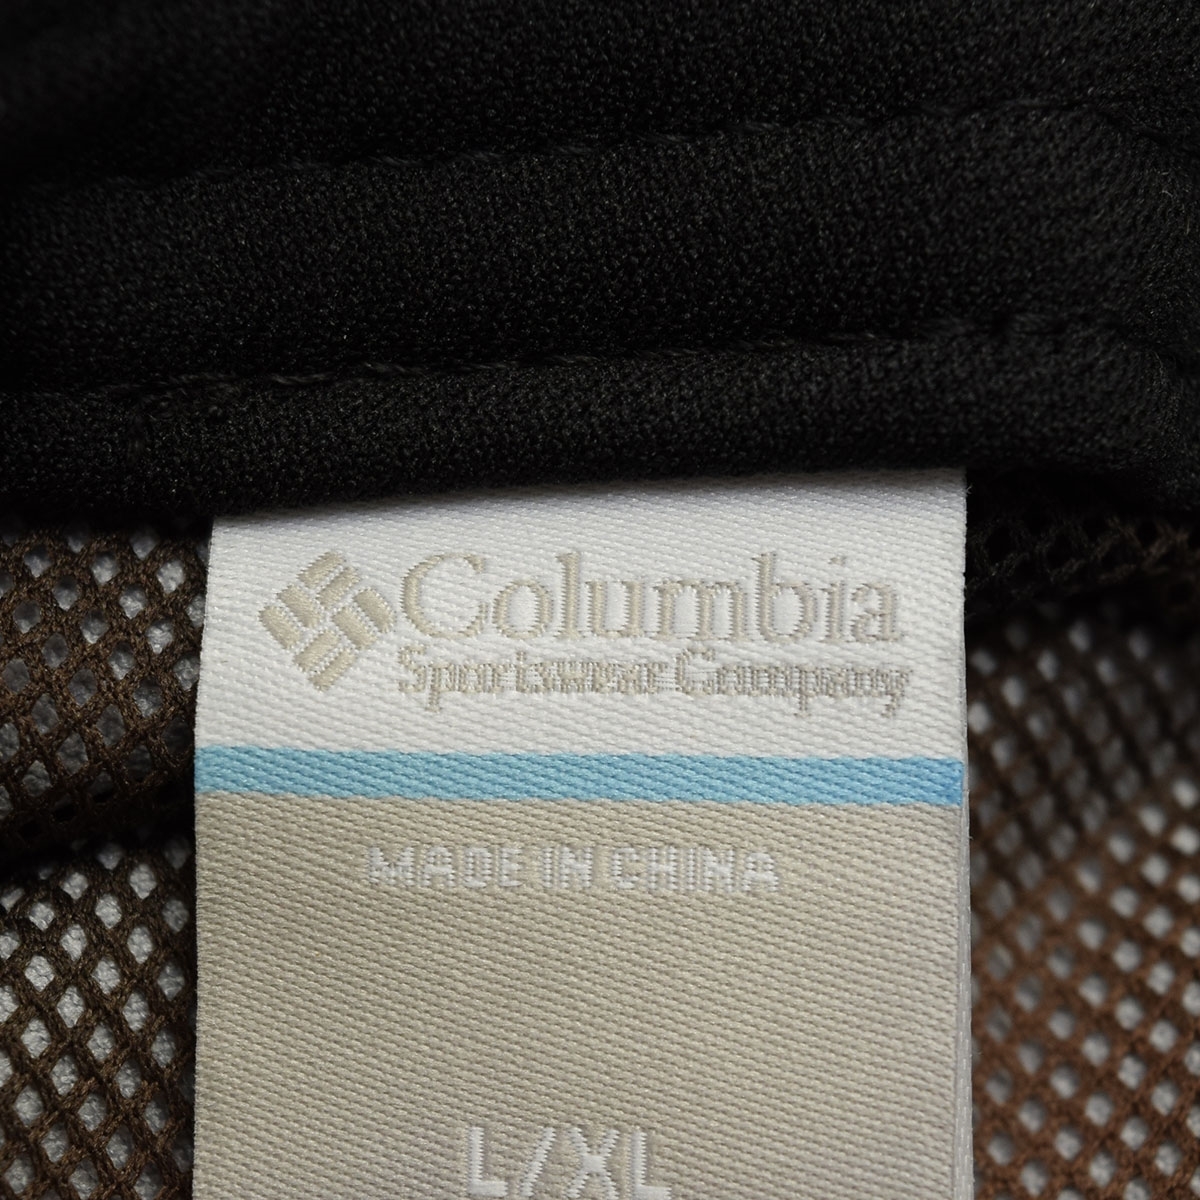 Columbia
Sportswear Company
MADE IN CHINA
L/XL